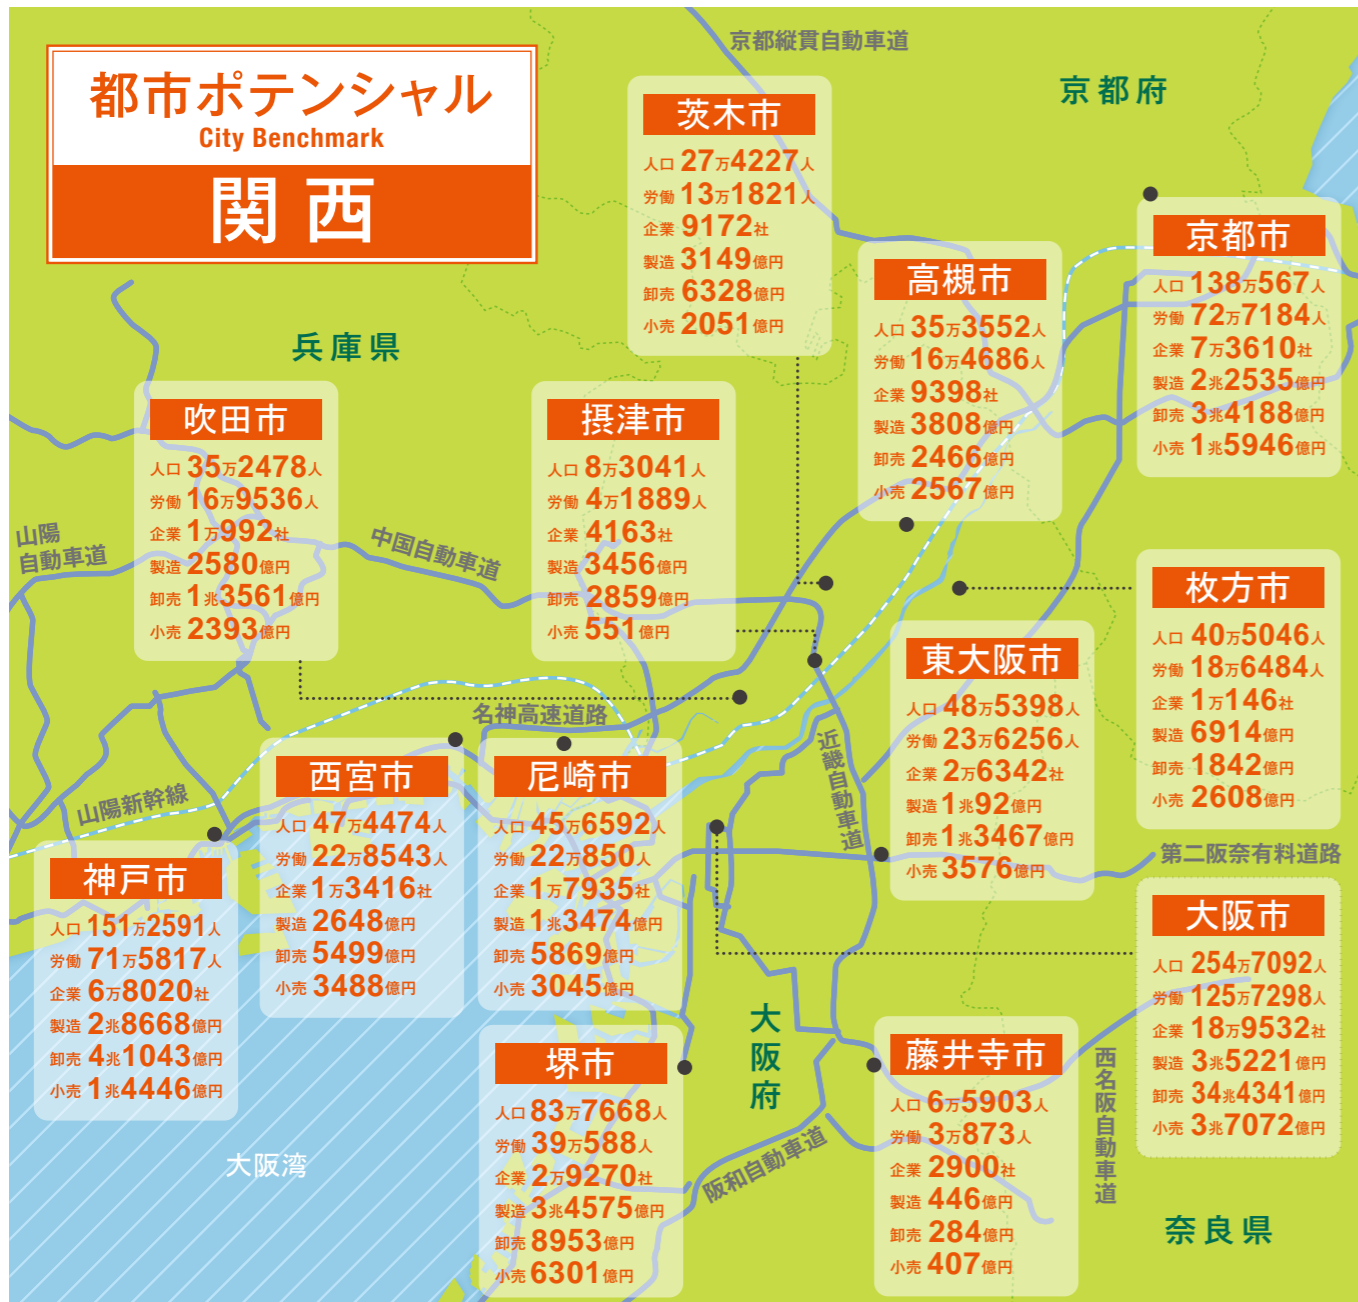 都市ポテンシャル
City Benchmark
関西
京都縦貫自動車道
京都府
茨木市
人口 27万4227人
労働 13万1821人
企業 9172社
製造 3149億円
卸売 6328億円
小売 2051億円
京都市
人口 138万567人
労働 72万7184人
企業 7万3610社
製造 2兆2535億円
卸売 3兆4188億円
小売 1兆5946億円
高槻市
人口 35万3552人
労働 16万4686人
企業 9398社
製造 3808億円
卸売 2466億円
小売 2567億円
兵庫県
吹田市
人口 35万2478人
労働 16万9536人
企業 1万992社
製造 2580億円
卸売 1兆3561億円
小売 2393億円
摂津市
人口 8万3041人
労働 4万1889人
企業 4163社
製造 3456億円
卸売 2859億円
小売 551億円
山陽
自動車道
中国自動車道
枚方市
人口 40万5046人
労働 18万6484人
企業 1万146社
製造 6914億円
卸売 1842億円
小売 2608億円
東大阪市
人口 48万5398人
労働 23万6256人
企業 2万6342社
製造 1兆92億円
卸売 1兆3467億円
小売 3576億円
名神高速道路
近畿自動車道
山陽新幹線
西宮市
人口 47万4474人
労働 22万8543人
企業 1万3416社
製造 2648億円
卸売 5499億円
小売 3488億円
尼崎市
人口 45万6592人
労働 22万850人
企業 1万7935社
製造 1兆3474億円
卸売 5869億円
小売 3045億円
第二阪奈有料道路
神戸市
人口 151万2591人
労働 71万5817人
企業 6万8020社
製造 2兆8668億円
卸売 4兆1043億円
小売 1兆4446億円
大阪市
人口 254万7092人
労働 125万7298人
企業 18万9532社
製造 3兆5221億円
卸売 34兆4341億円
小売 3兆7072億円
大阪府
堺市
人口 83万7668人
労働 39万588人
企業 2万9270社
製造 3兆4575億円
卸売 8953億円
小売 6301億円
藤井寺市
人口 6万5903人
労働 3万873人
企業 2900社
製造 446億円
卸売 284億円
小売 407億円
西名阪自動車道
阪和自動車道
大阪湾
奈良県